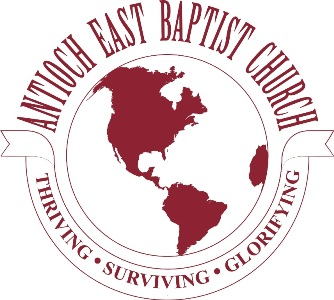 ANTIOCH EAST BAPTIST CHURCH
THRIVING • SURVIVING • GLORIFYING